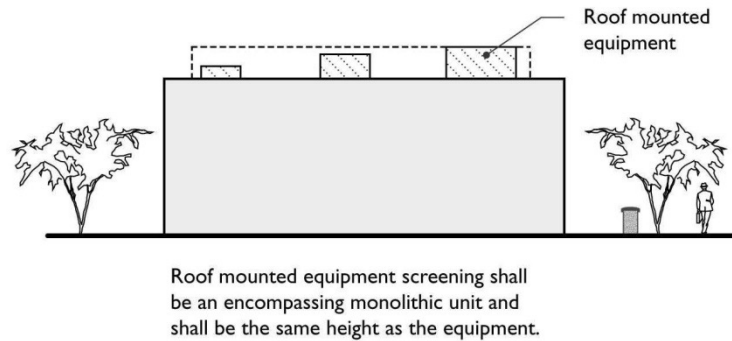 Roof mounted
equipment
Roof mounted equipment screening shall
be an encompassing monolithic unit and
shall be the same height as the equipment.